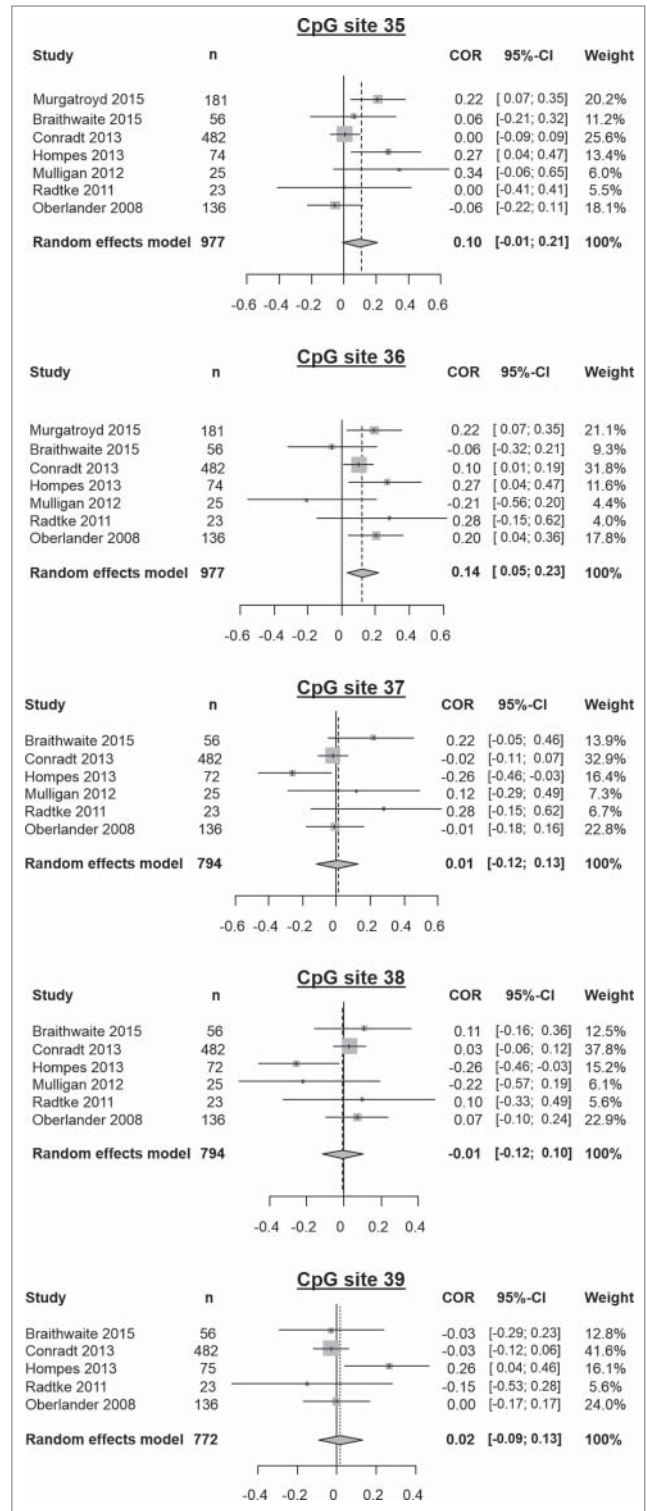 CpG site 35
Study n COR 95%-CI Weight
Murgatroyd 2015 181 0.22 [ 0.07; 0.35] 20.2%
Braithwaite 2015 56 0.06 [-0.21; 0.32] 11.2%
Conradt 2013 482 0.00 [-0.09; 0.09] 25.6%
Hompes 2013 74 0.27 [ 0.04; 0.47] 13.4%
Mulligan 2012 25 0.34 [-0.06; 0.65] 6.0%
Radtke 2011 23 0.00 [-0.41; 0.41] 5.5%
Oberlander 2008 136 -0.06 [-0.22; 0.11] 18.1%
Random effects model 977 0.10 [-0.01; 0.21] 100%
-0.6 -0.4 -0.2 0 0.2 0.4 0.6
CpG site 36
Study n COR 95%-CI Weight
Murgatroyd 2015 181 0.22 [ 0.07; 0.35] 21.1%
Braithwaite 2015 56 -0.06 [-0.32; 0.21] 9.3%
Conradt 2013 482 0.10 [ 0.01; 0.19] 31.8%
Hompes 2013 74 0.27 [ 0.04; 0.47] 11.6%
Mulligan 2012 25 -0.21 [-0.56; 0.20] 4.4%
Radtke 2011 23 0.28 [-0.15; 0.62] 4.0%
Oberlander 2008 136 0.20 [ 0.04; 0.36] 17.8%
Random effects model 977 0.14 [ 0.05; 0.23] 100%
-0.6 -0.4 -0.2 0 0.2 0.4 0.6
CpG site 37
Study n COR 95%-CI Weight
Braithwaite 2015 56 0.22 [-0.05; 0.46] 13.9%
Conradt 2013 482 -0.02 [-0.11; 0.07] 32.9%
Hompes 2013 72 -0.26 [-0.46; -0.03] 16.4%
Mulligan 2012 25 0.12 [-0.29; 0.49] 7.3%
Radtke 2011 23 0.28 [-0.15; 0.62] 6.7%
Oberlander 2008 136 -0.01 [-0.18; 0.16] 22.8%
Random effects model 794 0.01 [-0.12; 0.13] 100%
-0.6 -0.4 -0.2 0 0.2 0.4 0.6
CpG site 38
Study n COR 95%-CI Weight
Braithwaite 2015 56 0.11 [-0.16; 0.36] 12.5%
Conradt 2013 482 0.03 [-0.06; 0.12] 37.8%
Hompes 2013 72 -0.26 [-0.46; -0.03] 15.2%
Mulligan 2012 25 -0.22 [-0.57; 0.19] 6.1%
Radtke 2011 23 0.10 [-0.33; 0.49] 5.6%
Oberlander 2008 136 0.07 [-0.10; 0.24] 22.9%
Random effects model 794 -0.01 [-0.12; 0.10] 100%
-0.4 -0.2 0 0.2 0.4
CpG site 39
Study n COR 95%-CI Weight
Braithwaite 2015 56 -0.03 [-0.29; 0.23] 12.8%
Conradt 2013 482 -0.03 [-0.12; 0.06] 41.6%
Hompes 2013 75 0.26 [ 0.04; 0.46] 16.1%
Radtke 2011 23 -0.15 [-0.53; 0.28] 5.6%
Oberlander 2008 136 0.00 [-0.17; 0.17] 24.0%
Random effects model 772 0.02 [-0.09; 0.13] 100%
-0.4 -0.2 0 0.2 0.4